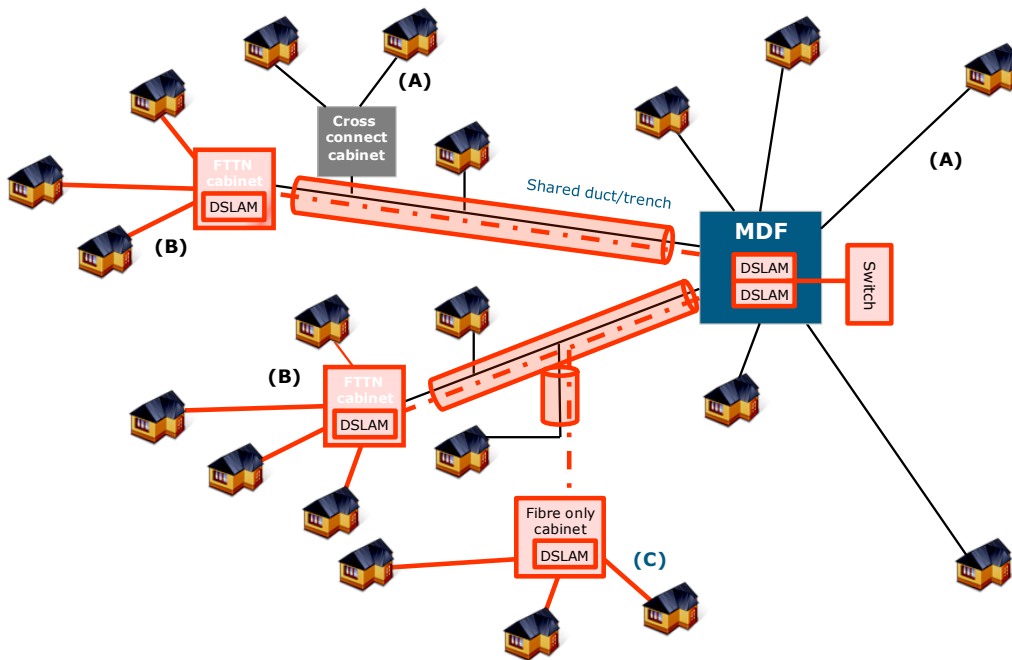 (A)
Cross
connect
cabinet
FTTN
cabinet
DSLAM
(B)
Shared duct/trench
(A)
MDF
DSLAM
DSLAM
Switch
(B)
FTTN
cabinet
DSLAM
Fibre only
cabinet
DSLAM
(C)